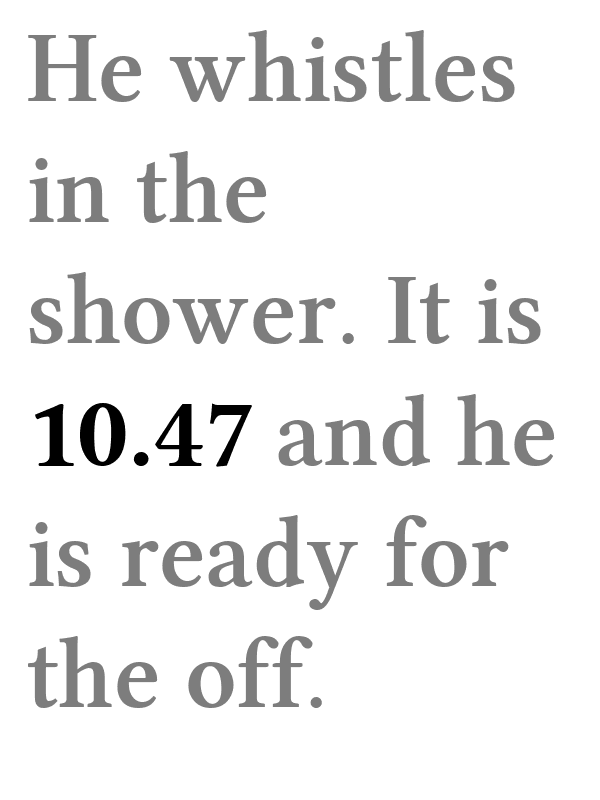 He whistles
in the
shower. It is
10.47 and he
is ready for
the off.